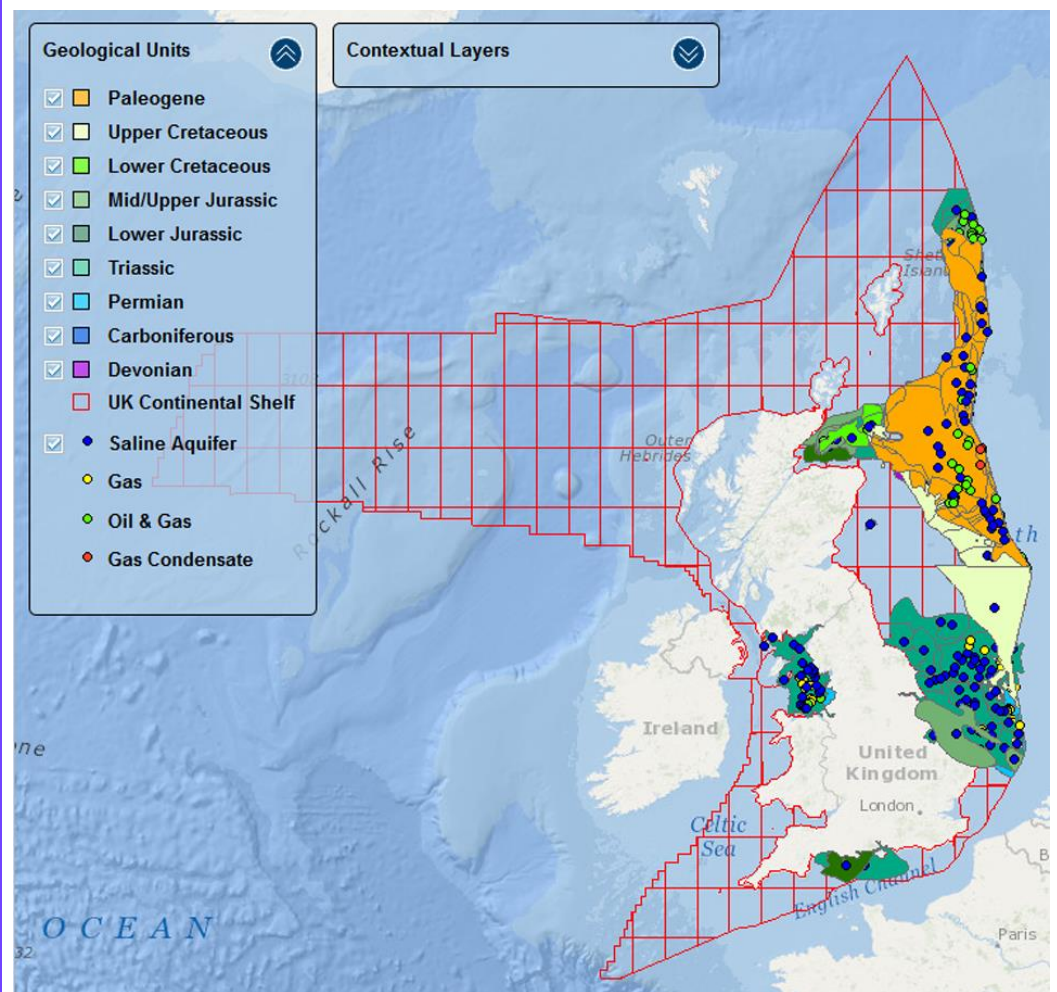 Geological Units
Paleogene
Upper Cretaceous
Lower Cretaceous
Mid/Upper Jurassic
Lower Jurassic
Triassic
Permian
Carboniferous
Devonian
UK Continental Shelf
Saline Aquifer
Gas
Oil & Gas
Gas Condensate
Contextual Layers
Outer
Hebrides
Rockall Rise
Ireland
United
Kingdom
London
Celtic
Sea
English Channel
Paris
OCEAN